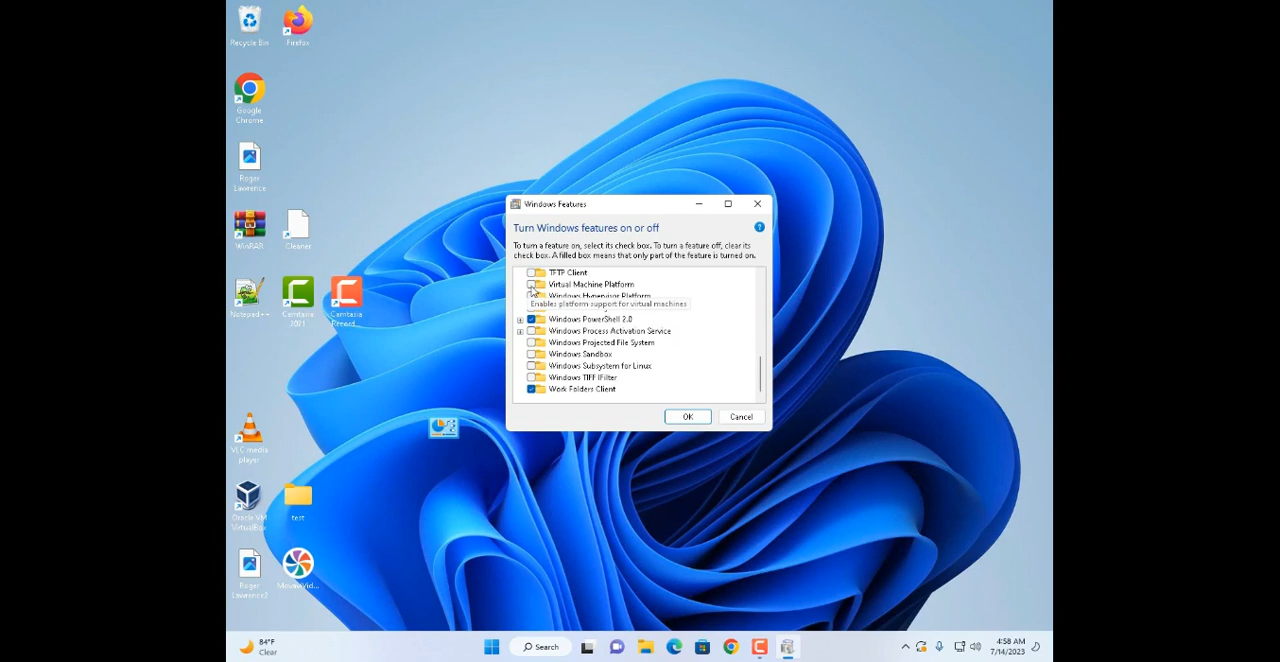 Recycle Bin
Firefox
Google
Chrome
Roger
Lawrence
WinRAR
Cleaner
Notepad++
Camtasia
2021
Camtasia
Record...
VLC media
player
Oracle VM
VirtualBox
test
Roger
Lawrence2
Windows Features
Turn Windows features on or off
To turn a feature on, select its check box. To turn a feature off, clear its
check box. A filled box means that only part of the feature is turned on.
TFTP Client
Virtual Machine Platform
Windows Hypervisor Platform
Enables platform support for virtual machines
Windows PowerShell 2.0
Windows Process Activation Service
Windows Projected File System
Windows Sandbox
Windows Subsystem for Linux
Windows TIFF IFilter
Work Folders Client
OK
Cancel
84°F
Clear
Search
4:58 AM
7/14/2023